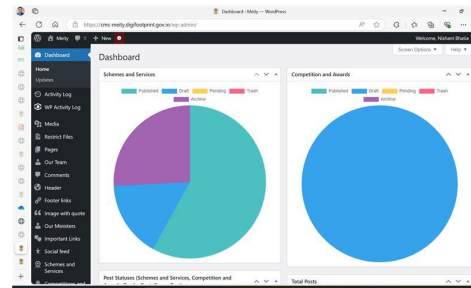 Dashboard - Meity — WordPress
https://cms-meity.digifootprint.gov.in/wp-admin/
Meity
0
+ New
Welcome, Nishant Bhatia
Dashboard
Home
Updates
Activity Log
WP Activity Log
Media
Restrict Files
Pages
Our Team
Comments
Header
Footer links
Image with quote
Our Ministers
Important Links
Social feed
Schemes and
Services
Screen Options
Help
Dashboard
Schemes and Services
Published Draft Pending Trash
Archive
Competition and Awards
Published Draft Pending Trash
Archive
Post Statuses (Schemes and Services, Competition and
Total Posts